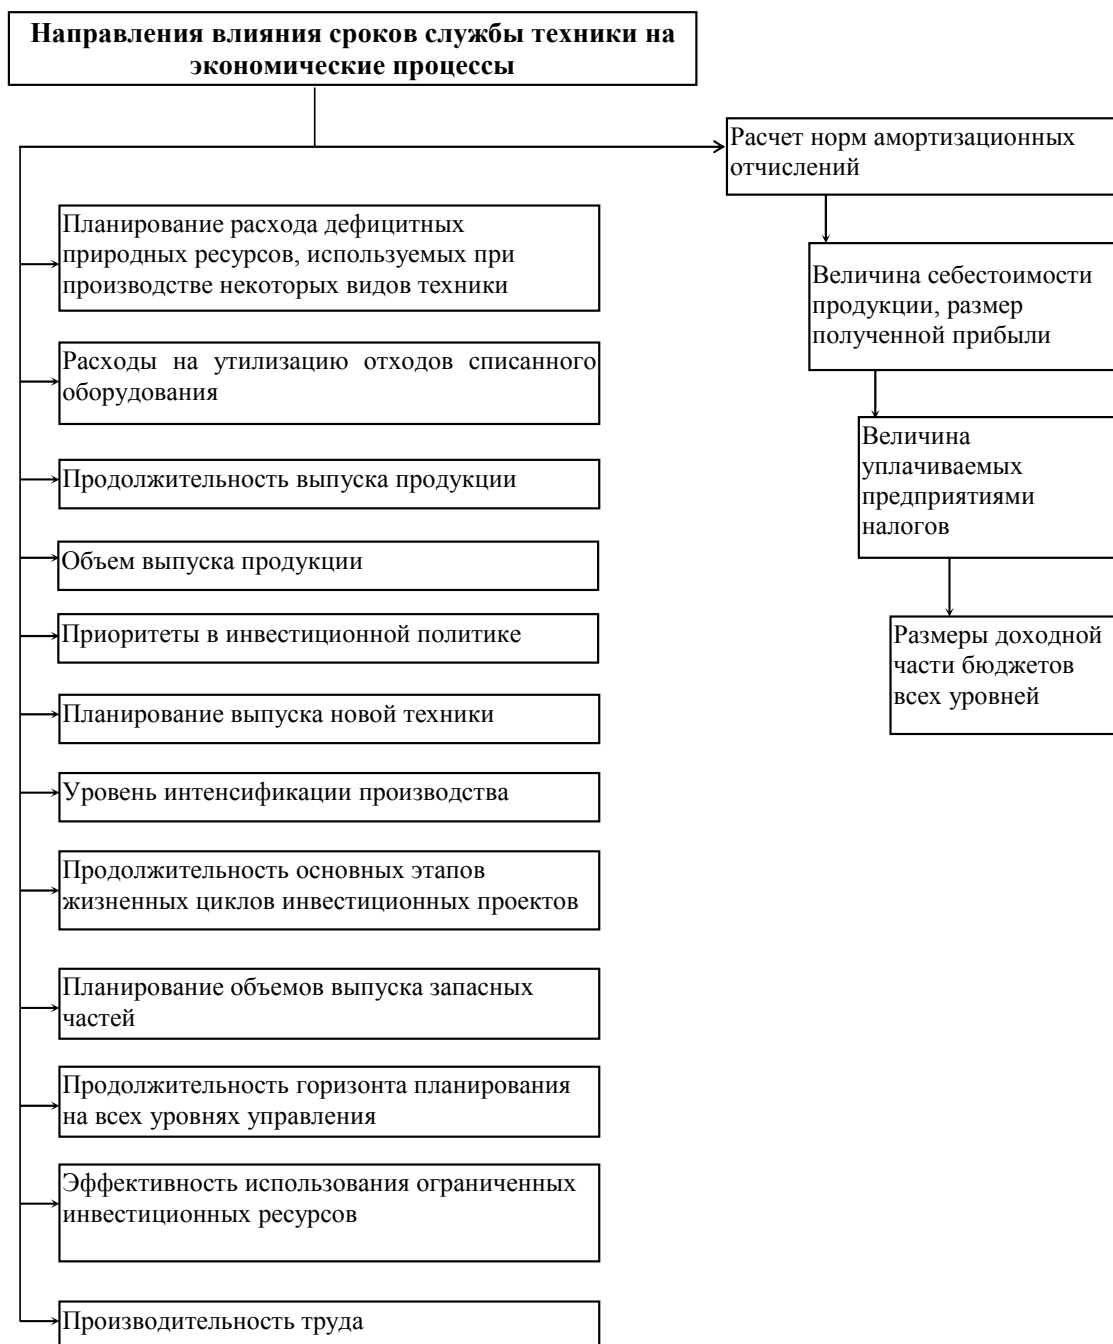 Направления влияния сроков службы техники на
экономические процессы
Расчет норм амортизационных
отчислений
Величина себестоимости
продукции, размер
полученной прибыли
Величина
уплачиваемых
предприятиями
налогов
Размеры доходной
части бюджетов
всех уровней
Планирование расхода дефицитных
природных ресурсов, используемых при
производстве некоторых видов техники
Расходы на утилизацию отходов списанного
оборудования
Продолжительность выпуска продукции
Объем выпуска продукции
Приоритеты в инвестиционной политике
Планирование выпуска новой техники
Уровень интенсификации производства
Продолжительность основных этапов
жизненных циклов инвестиционных проектов
Планирование объемов выпуска запасных
частей
Продолжительность горизонта планирования
на всех уровнях управления
Эффективность использования ограниченных
инвестиционных ресурсов
Производительность труда